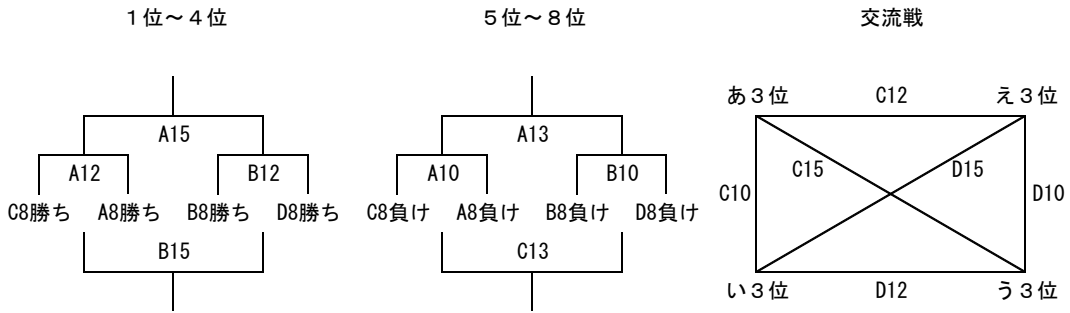 １位～４位
５位～８位
交流戦
A15
A12
B12
C8勝ち
A8勝ち
B8勝ち
D8勝ち
B15
A13
A10
B10
C8負け
A8負け
B8負け
D8負け
C13
あ３位
C12
え３位
C15
D15
C10
D10
い３位
D12
う３位